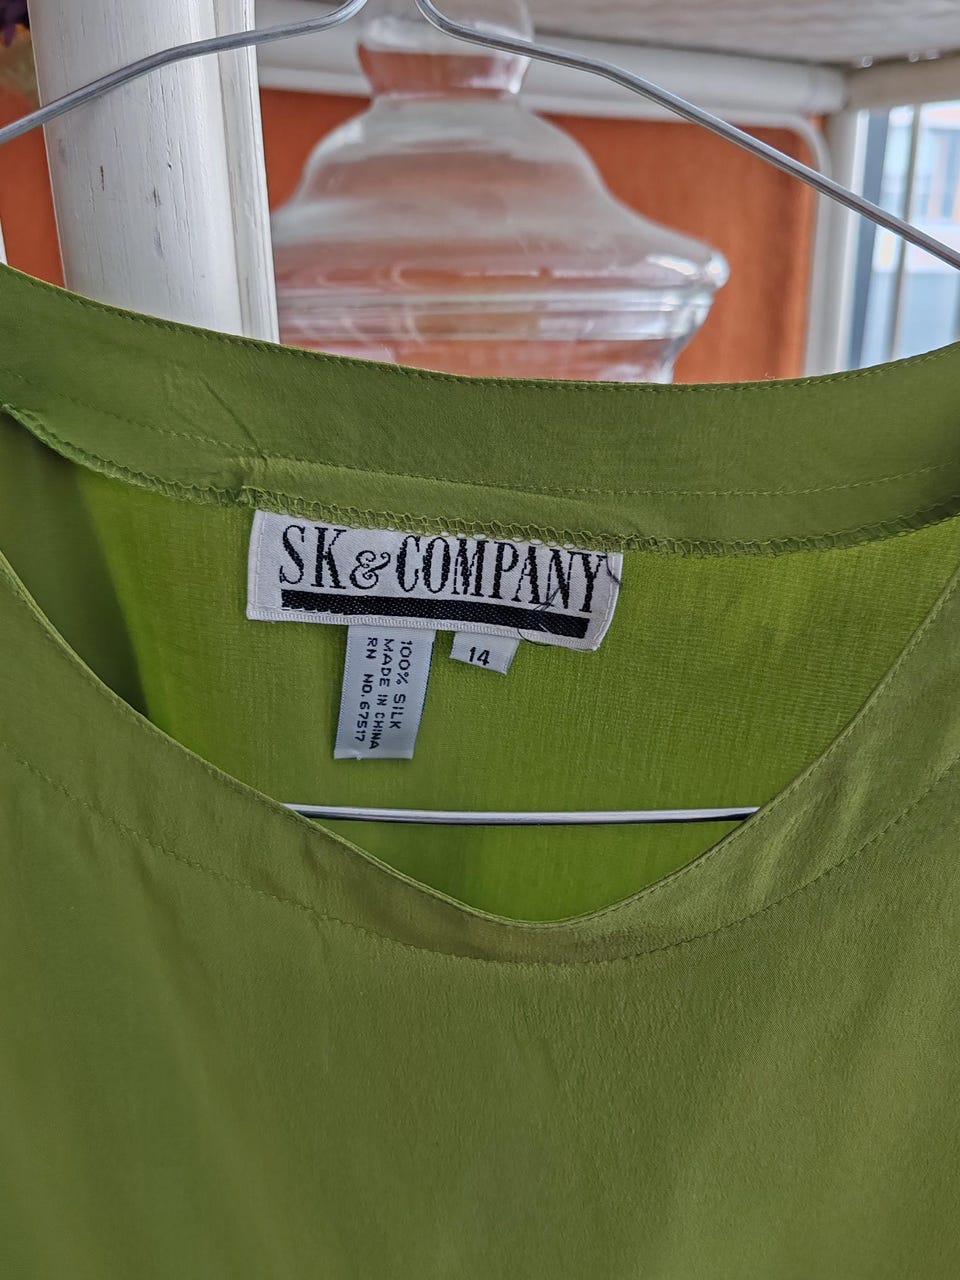 SK & COMPANY
14
100% SILK
MADE IN CHINA
RN NO. 67517